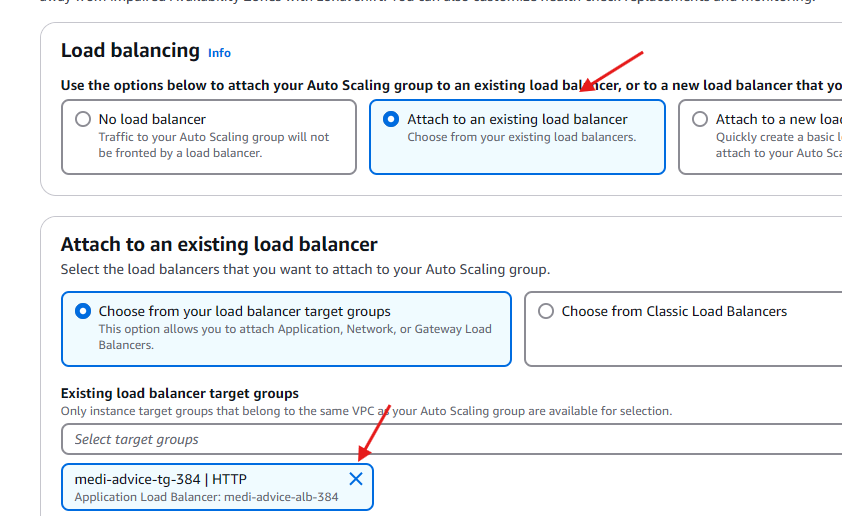 away from impaired Availability Zones with zonal shift. You can also customize health check replacements and monitoring.
Load balancing Info
Use the options below to attach your Auto Scaling group to an existing load balancer, or to a new load balancer that yo
No load balancer
Traffic to your Auto Scaling group will not
be fronted by a load balancer.
Attach to an existing load balancer
Choose from your existing load balancers.
Attach to a new load
Quickly create a basic l
attach to your Auto Sca
Attach to an existing load balancer
Select the load balancers that you want to attach to your Auto Scaling group.
Choose from your load balancer target groups
This option allows you to attach Application, Network, or Gateway Load
Balancers.
Choose from Classic Load Balancers
Existing load balancer target groups
Only instance target groups that belong to the same VPC as your Auto Scaling group are available for selection.
Select target groups
medi-advice-tg-384 | HTTP
Application Load Balancer: medi-advice-alb-384